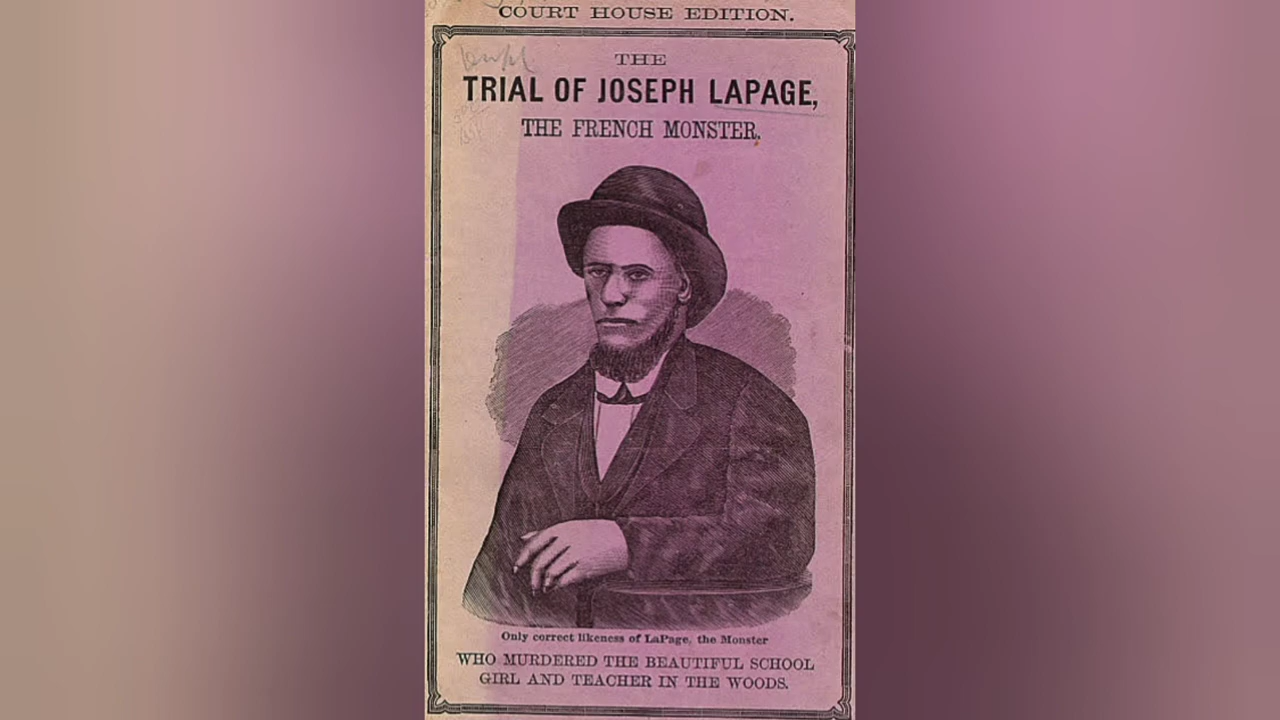 COURT HOUSE EDITION.
THE
TRIAL OF JOSEPH LAPAGE,
THE FRENCH MONSTER.
Only correct likeness of LaPage, the Monster
WHO MURDERED THE BEAUTIFUL SCHOOL
GIRL AND TEACHER IN THE WOODS.